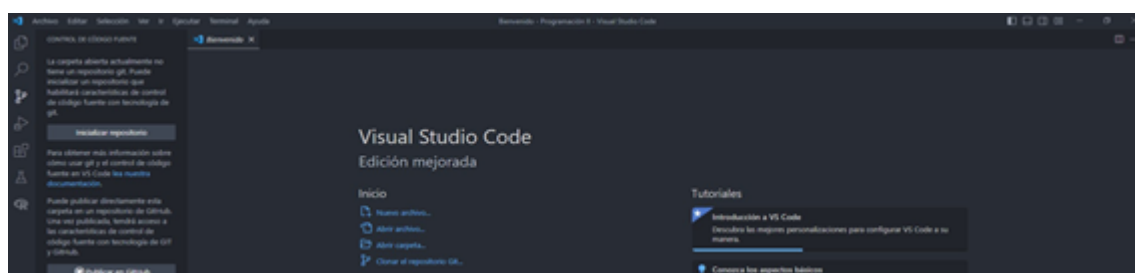 Archivo Editar Selección Ver Ir Ejecutar Terminal Ayuda
Bienvenido - Programación II - Visual Studio Code
CONTROL DE CÓDIGO FUENTE
Bienvenido
La carpeta abierta actualmente no
tiene un repositorio git. Puede
inicializar un repositorio que
habilitará características de control
de código fuente con tecnología de
git.
Inicializar repositorio
Para obtener más información sobre
cómo usar git y el control de código
fuente en VS Code lea nuestra
documentación.
Puede publicar directamente esta
carpeta en un repositorio de GitHub.
Una vez publicada, tendrá acceso a
las características de control de
código fuente con tecnología de GIT
y GitHub.
Publicar en GitHub
Visual Studio Code
Edición mejorada
Inicio
Nuevo archivo...
Abrir archivo...
Abrir carpeta...
Clonar el repositorio GIT...
Tutoriales
Introducción a VS Code
Descubra las mejores personalizaciones para configurar VS Code a su
manera.
Conozca los aspectos básicos